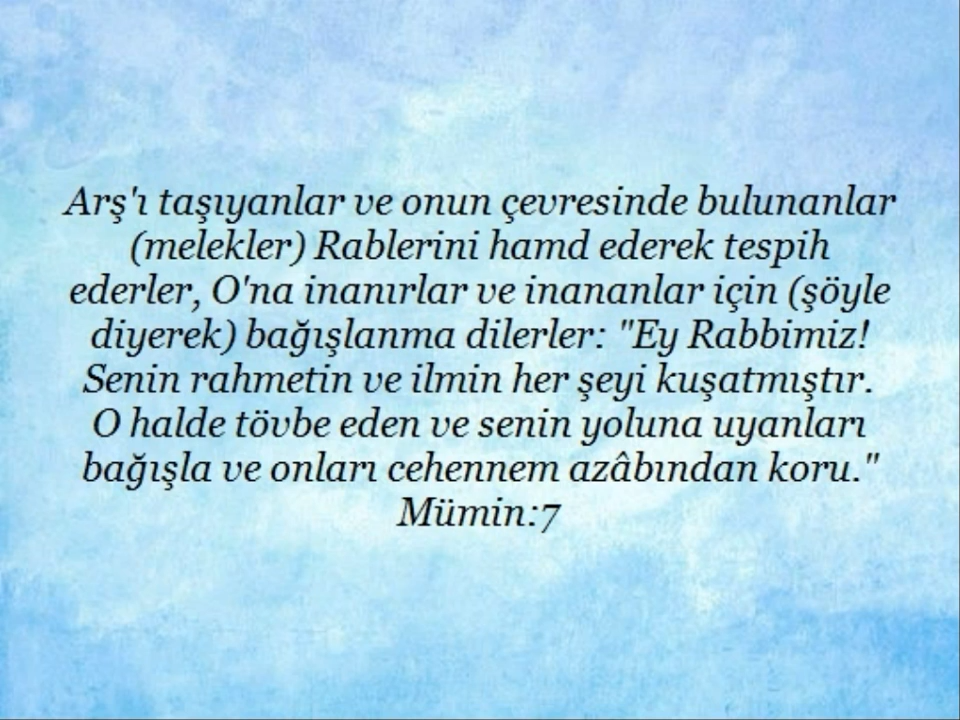 Arş'ı taşıyanlar ve onun çevresinde bulunanlar
(melekler) Rablerini hamd ederek tespih
ederler, O'na inanırlar ve inananlar için (şöyle
diyerek) bağışlanma dilerler: "Ey Rabbimiz!
Senin rahmetin ve ilmin her şeyi kuşatmıştır.
O halde tövbe eden ve senin yoluna uyanları
bağışla ve onları cehennem azâbından koru."
Mümin:7